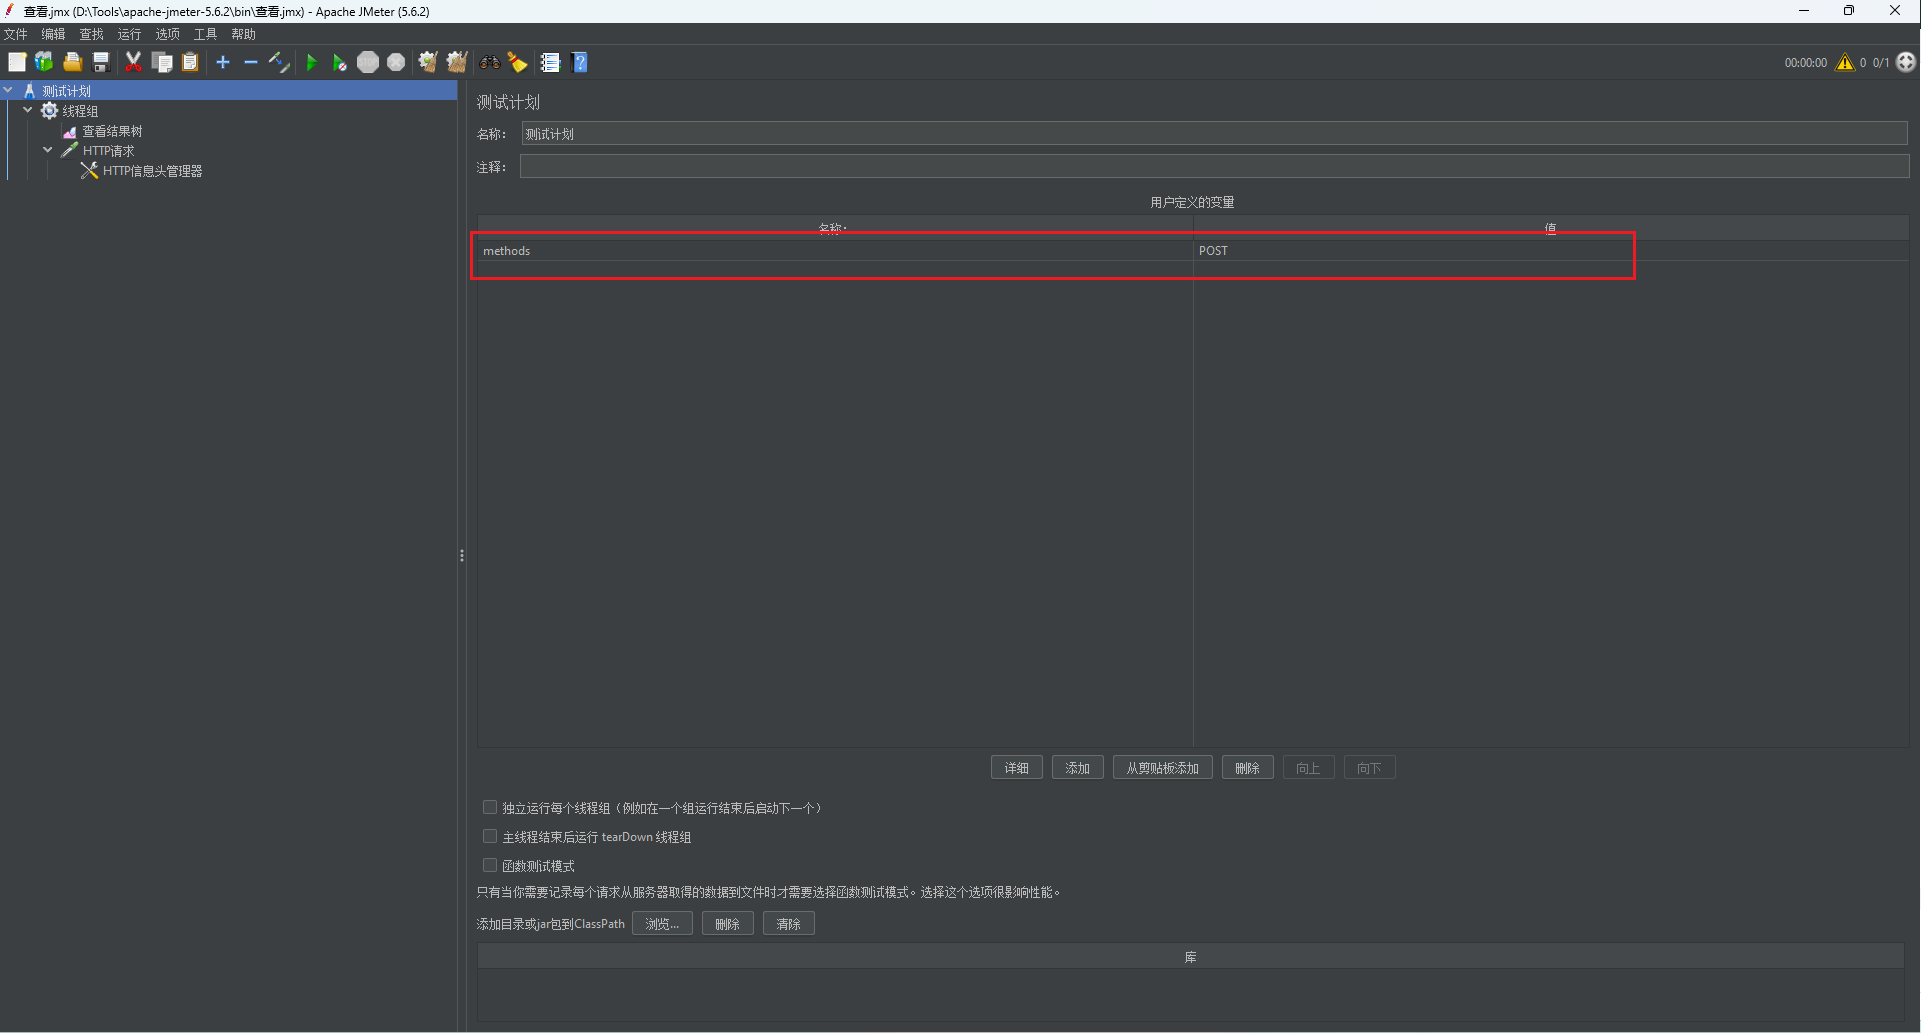 查看.jmx (D:\Tools\apache-jmeter-5.6.2\bin\查看.jmx) - Apache JMeter (5.6.2)
文件 编辑 查找 运行 选项 工具 帮助
STOP ? 00:00:00 0 0/1
测试计划
线程组
查看结果树
HTTP请求
HTTP信息头管理器
测试计划
名称： 测试计划
注释：
用户定义的变量
名称： 值
methods POST
详细 添加 从剪贴板添加 删除 向上 向下
独立运行每个线程组（例如在一个组运行结束后启动下一个）
主线程结束后运行 tearDown 线程组
函数测试模式
只有当你需要记录每个请求从服务器取得的数据到文件时才需要选择函数测试模式。选择这个选项很影响性能。
添加目录或jar包到ClassPath 浏览... 删除 清除
库